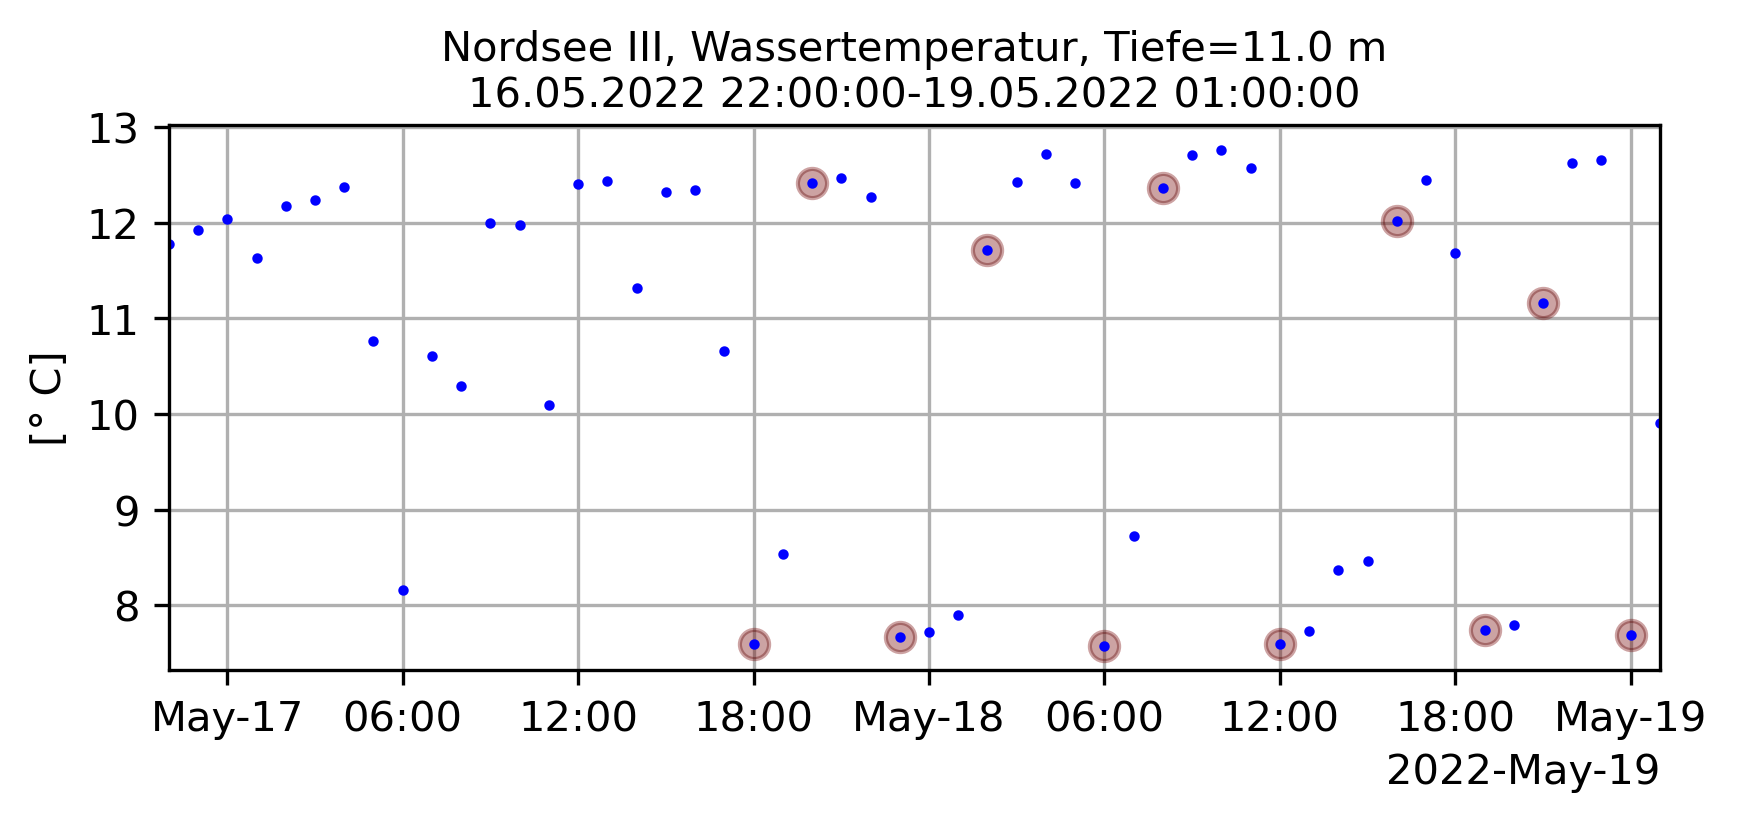 Nordsee III, Wassertemperatur, Tiefe=11.0 m
16.05.2022 22:00:00-19.05.2022 01:00:00
13
12
11
10
9
8
[° C]
May-17 06:00 12:00 18:00 May-18 06:00 12:00 18:00 May-19
2022-May-19